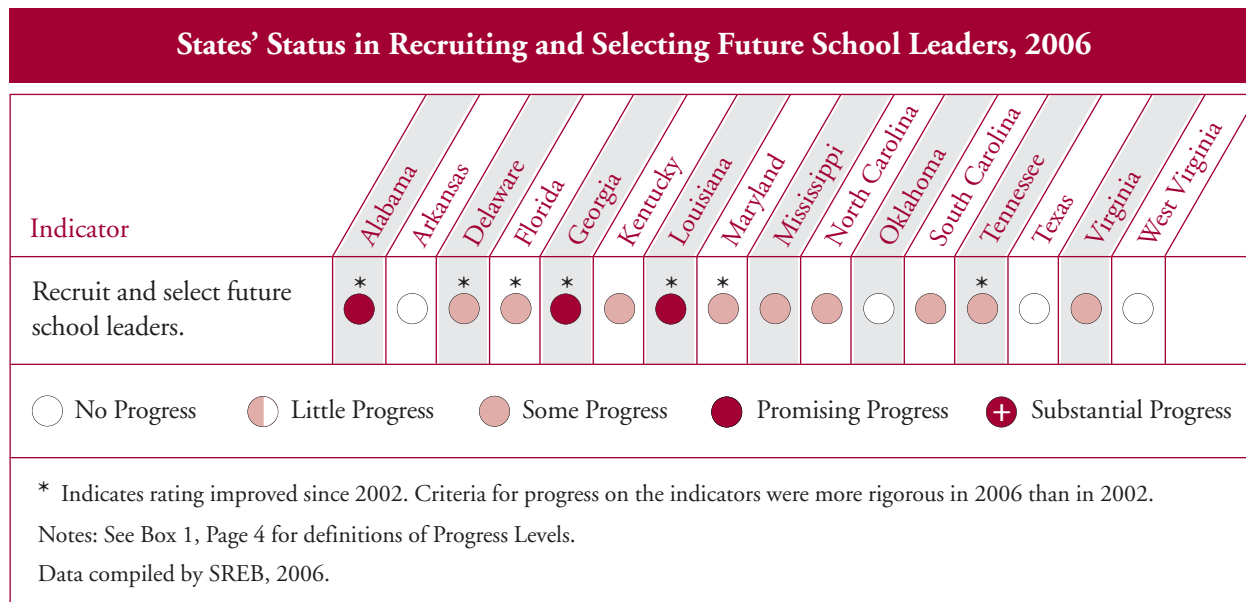 States’ Status in Recruiting and Selecting Future School Leaders, 2006
Indicator
Alabama
Arkansas
Delaware
Florida
Georgia
Kentucky
Louisiana
Maryland
Mississippi
North Carolina
Oklahoma
South Carolina
Tennessee
Texas
Virginia
West Virginia
Recruit and select future
school leaders.
* * * * * * *
No Progress Little Progress Some Progress Promising Progress + Substantial Progress
* Indicates rating improved since 2002. Criteria for progress on the indicators were more rigorous in 2006 than in 2002.
Notes: See Box 1, Page 4 for definitions of Progress Levels.
Data compiled by SREB, 2006.